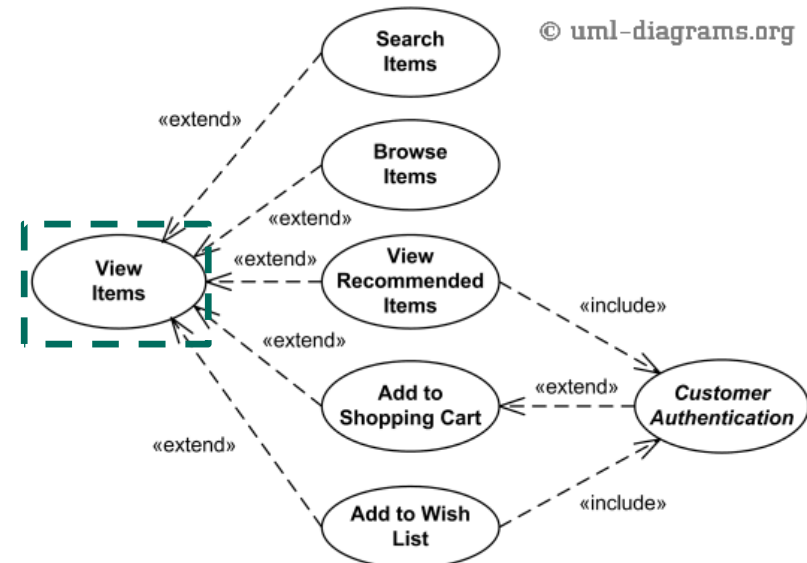 Search
Items
© uml-diagrams.org
«extend»
Browse
Items
«extend»
View
Items
«extend»
View
Recommended
Items
«include»
«extend»
Add to
Shopping Cart
«extend»
Customer
Authentication
«extend»
Add to Wish
List
«include»